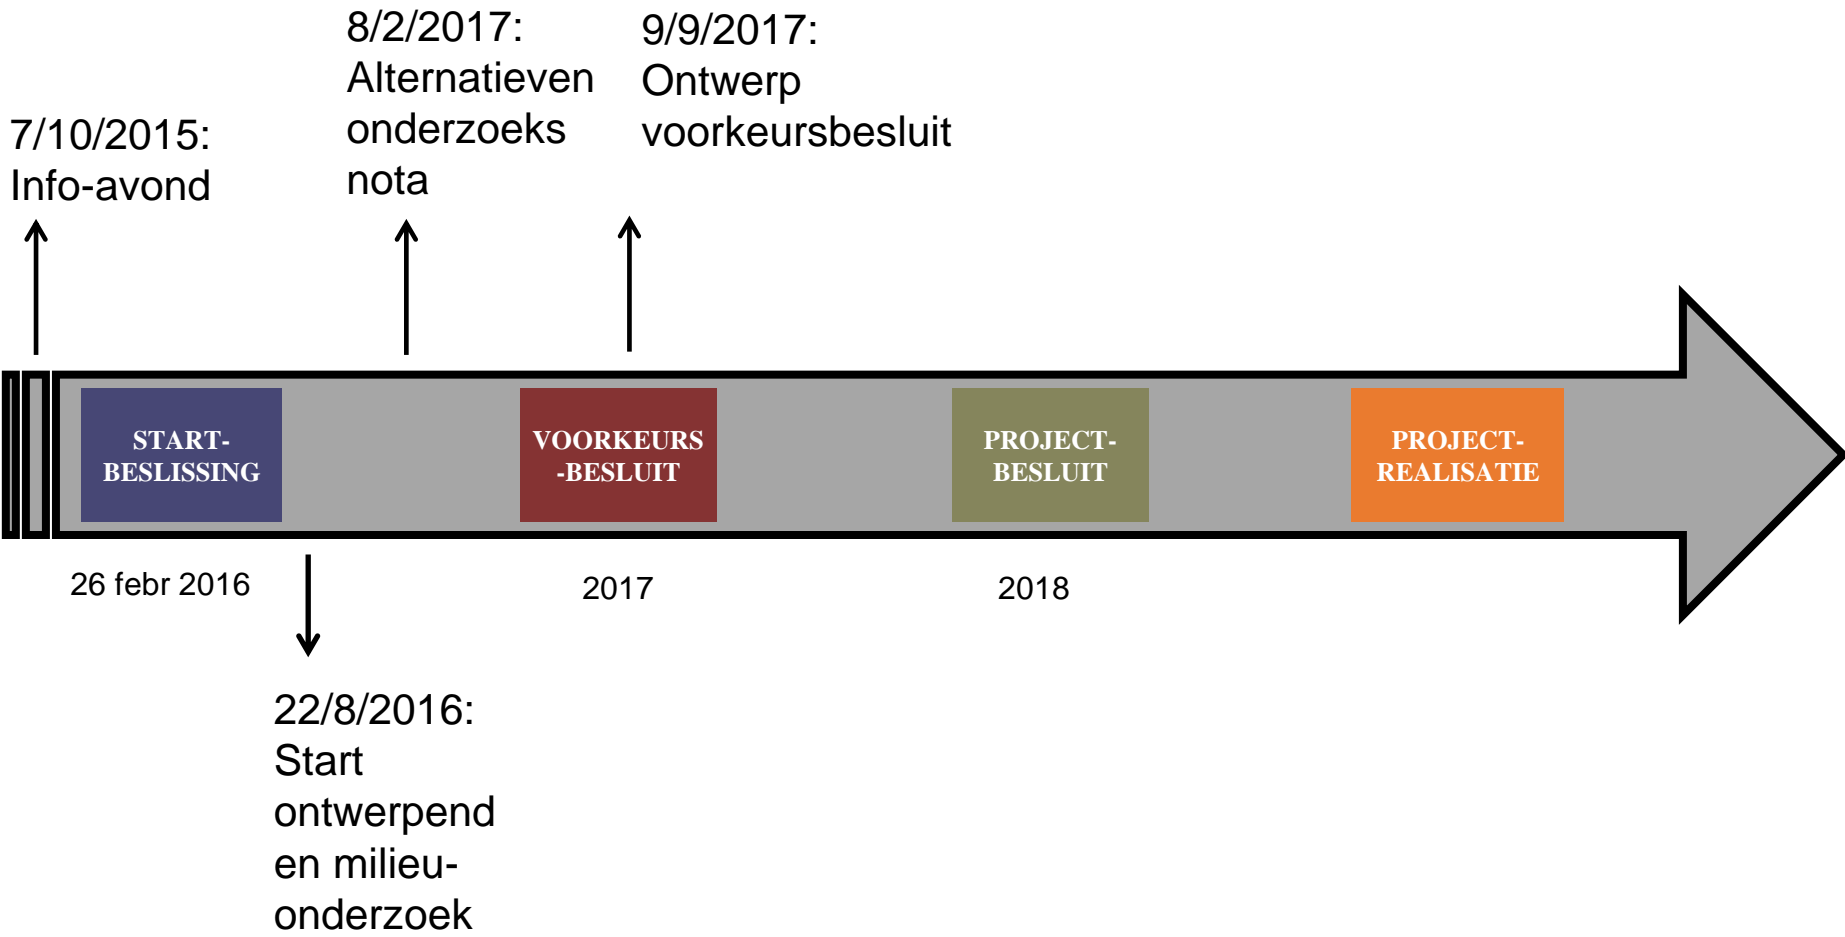 7/10/2015:
Info-avond
8/2/2017:
Alternatieven
onderzoeks
nota
9/9/2017:
Ontwerp
voorkeursbesluit
START-
BESLISSING
VOORKEURS
-BESLUIT
PROJECT-
BESLUIT
PROJECT-
REALISATIE
26 febr 2016
2017
2018
22/8/2016:
Start
ontwerpend
en milieu-
onderzoek